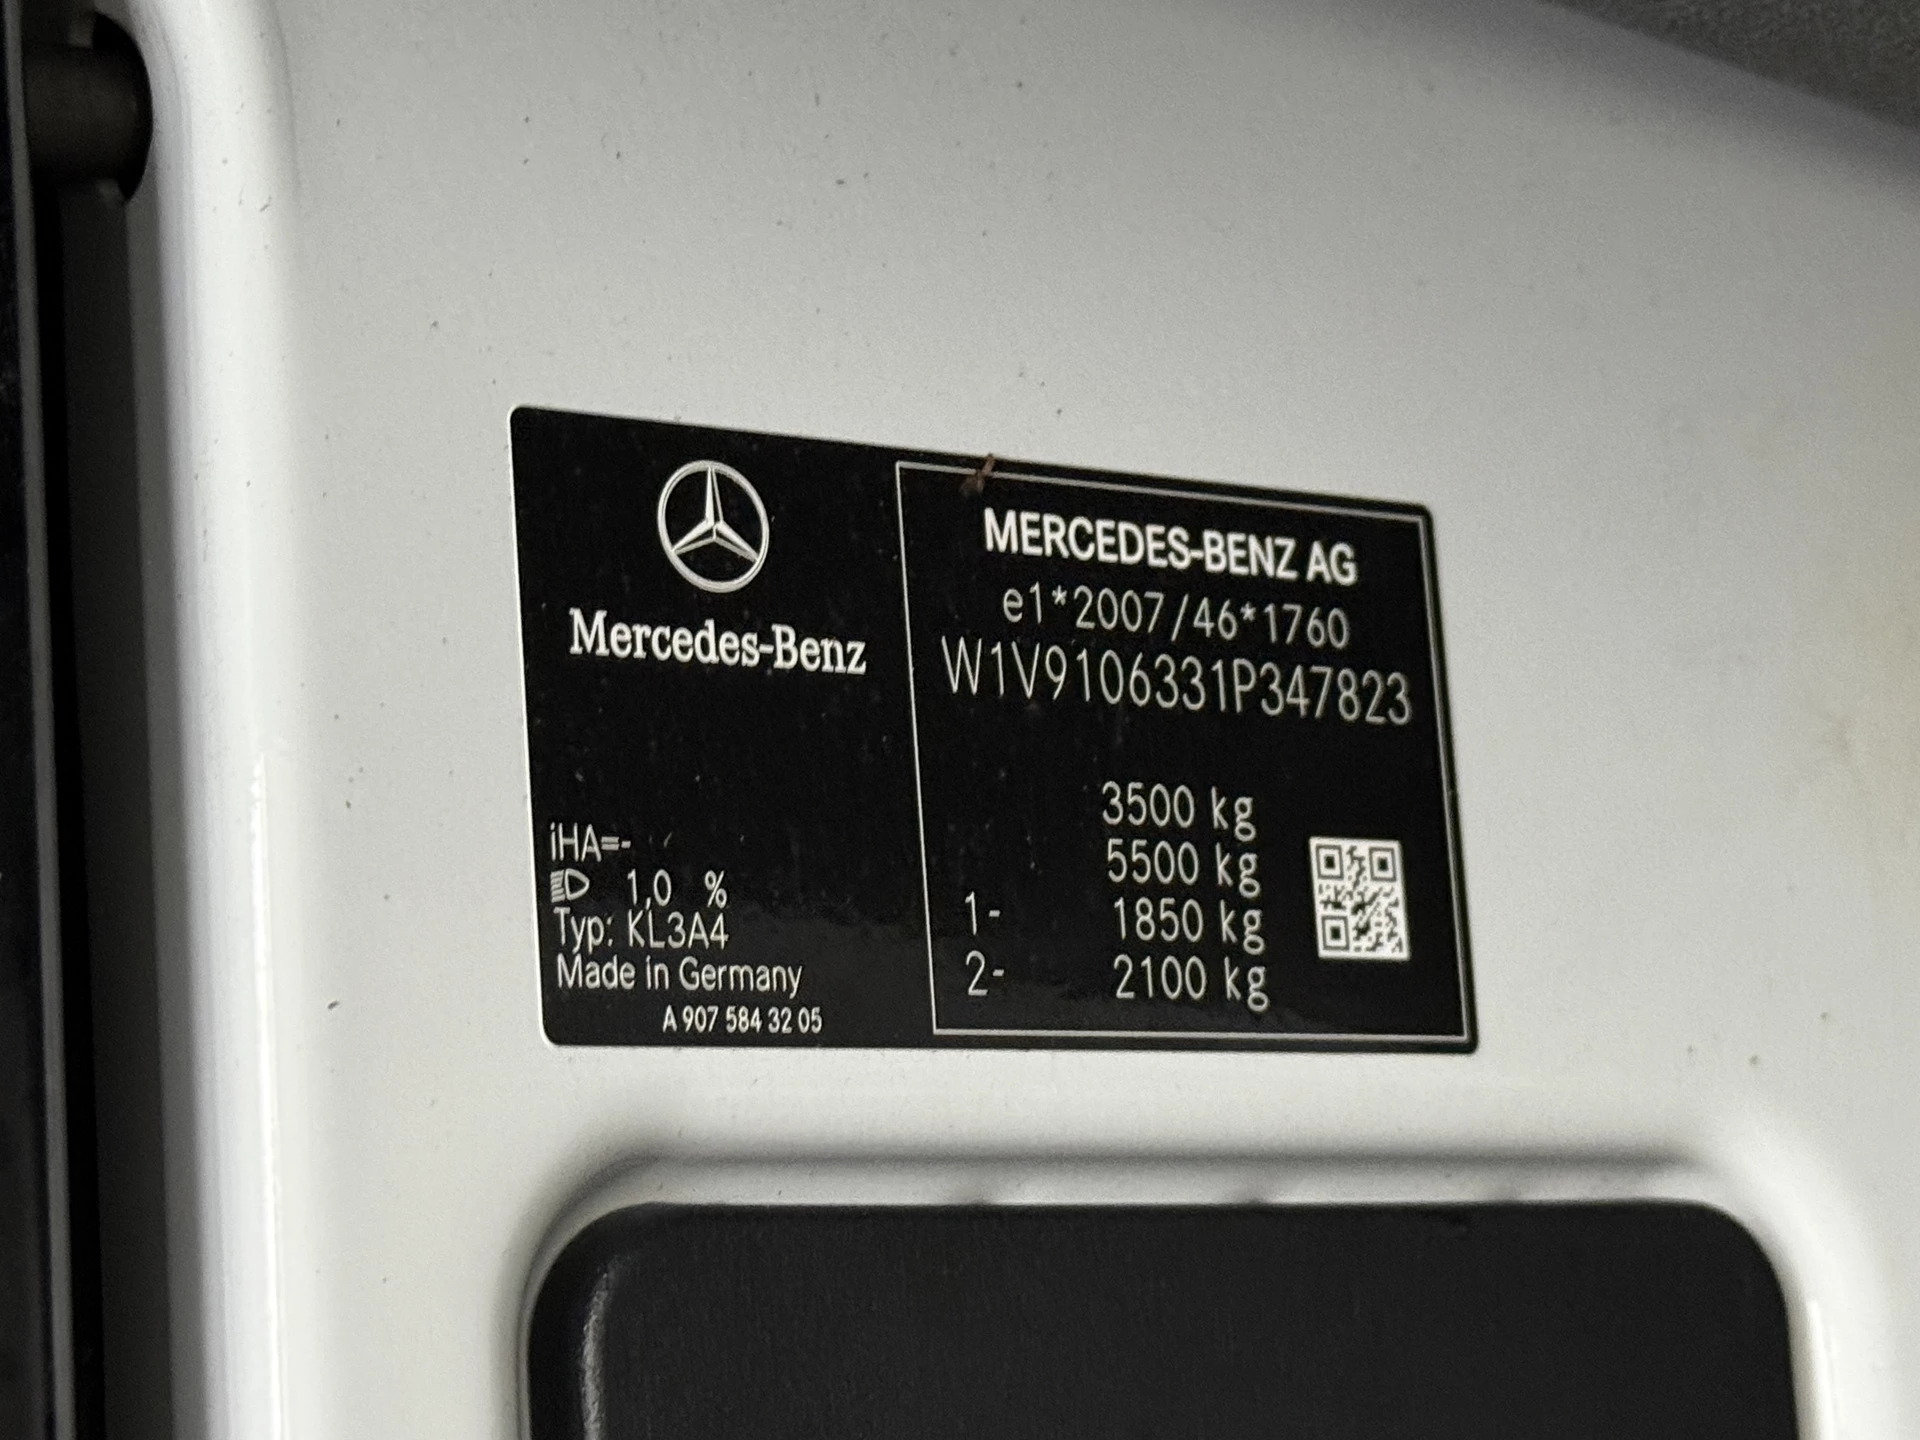 Mercedes-Benz
iHA=-
1,0 %
Typ: KL3A4
Made in Germany
A 907 584 32 05
MERCEDES-BENZ AG
e1*2007/46*1760
W1V9106331P347823
3500 kg
5500 kg
1- 1850 kg
2- 2100 kg